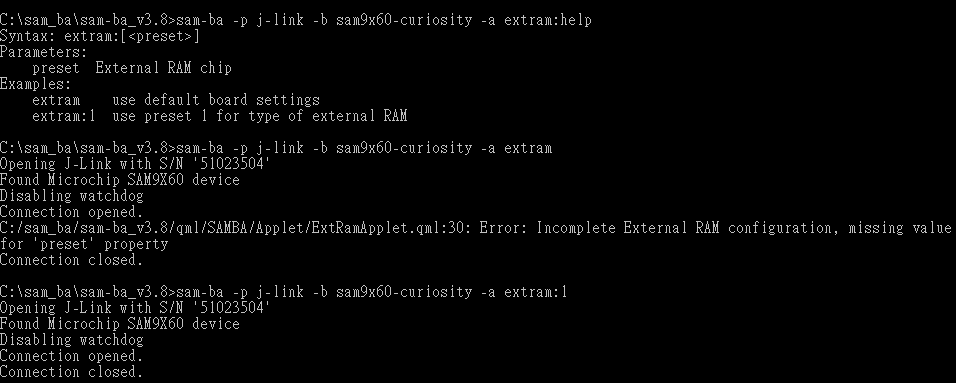 C:\sam_ba\sam-ba_v3.8>sam-ba -p j-link -b sam9x60-curiosity -a extram:help
Syntax: extram:[<preset>]
Parameters:
    preset  External RAM chip
Examples:
    extram    use default board settings
    extram:1  use preset 1 for type of external RAM
C:\sam_ba\sam-ba_v3.8>sam-ba -p j-link -b sam9x60-curiosity -a extram
Opening J-Link with S/N '51023504'
Found Microchip SAM9X60 device
Disabling watchdog
Connection opened.
C:/sam_ba/sam-ba_v3.8/qml/SAMBA/Applet/ExtRamApplet.qml:30: Error: Incomplete External RAM configuration, missing value
for 'preset' property
Connection closed.
C:\sam_ba\sam-ba_v3.8>sam-ba -p j-link -b sam9x60-curiosity -a extram:1
Opening J-Link with S/N '51023504'
Found Microchip SAM9X60 device
Disabling watchdog
Connection opened.
Connection closed.